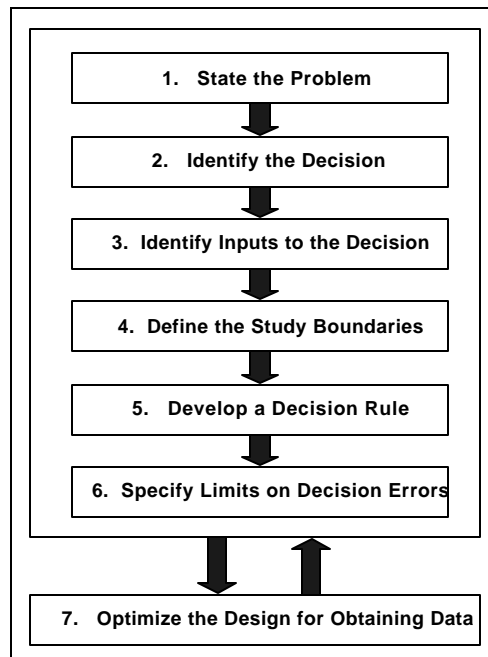 1. State the Problem
2. Identify the Decision
3. Identify Inputs to the Decision
4. Define the Study Boundaries
5. Develop a Decision Rule
6. Specify Limits on Decision Errors
7. Optimize the Design for Obtaining Data